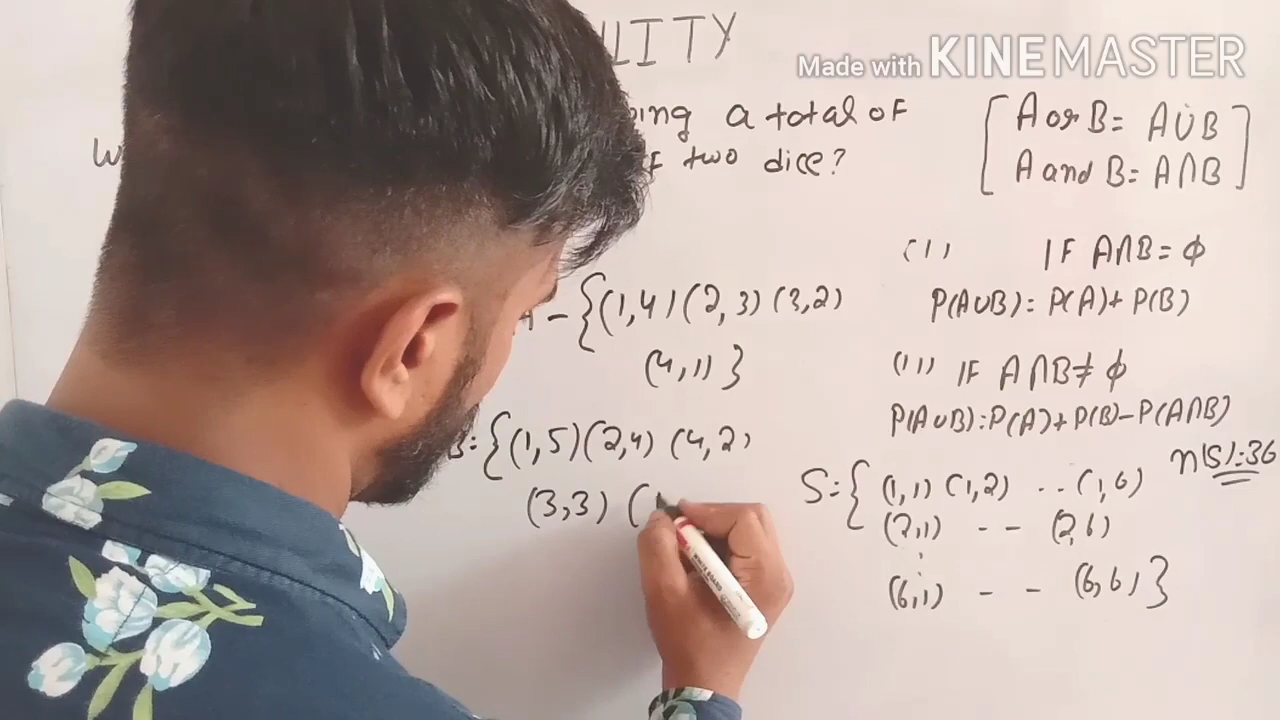 ILITY
Made with KINEMASTER
ing a total of
W two dice?
[ A or B = A∪B
A and B = A∩B ]
(i) IF A∩B = ϕ
P(A∪B) = P(A) + P(B)
A - {(1,4) (2,3) (3,2)
(4,1)}
(ii) IF A∩B ≠ ϕ
P(A∪B) = P(A) + P(B) - P(A∩B)
B = {(1,5) (2,4) (4,2)
(3,3) (
n(S) = 36
S = { (1,1) (1,2) .. (1,6)
(2,1) - - (2,6)
(6,1) - - (6,6)}